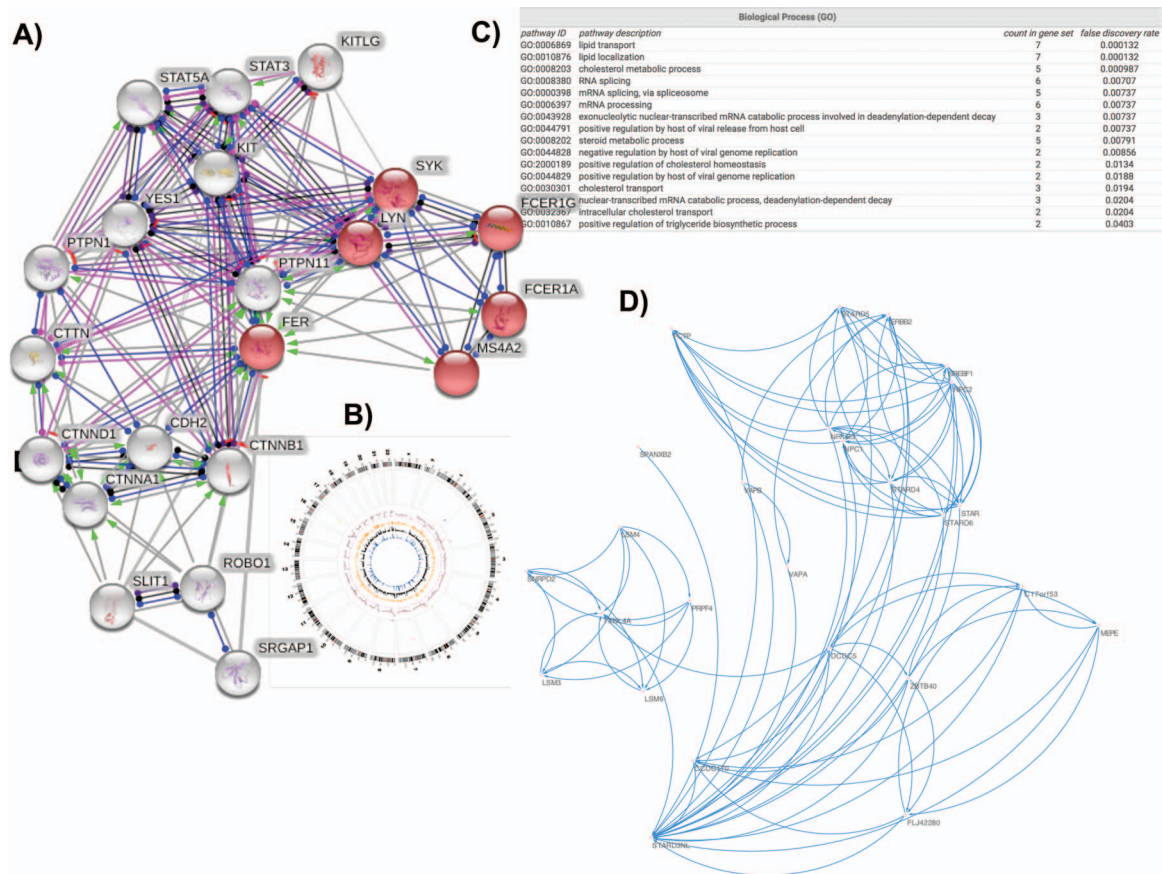 A)
KITLG
STAT3
STAT5A
KIT
SYK
YES1
LYN
FCER1G
PTPN1
PTPN11
FCER1A
FER
CTTN
MS4A2
CDH2
CTNND1
CTNNB1
CTNNA1
ROBO1
SLIT1
SRGAP1
B)
C)
Biological Process (GO)
pathway ID pathway description count in gene set false discovery rate
GO:0006869 lipid transport 7 0.000132
GO:0010876 lipid localization 7 0.000132
GO:0008203 cholesterol metabolic process 5 0.000987
GO:0008380 RNA splicing 6 0.00707
GO:0000398 mRNA splicing, via spliceosome 5 0.00737
GO:0006397 mRNA processing 6 0.00737
GO:0043928 exonucleolytic nuclear-transcribed mRNA catabolic process involved in deadenylation-dependent decay 3 0.00737
GO:0044791 positive regulation by host of viral release from host cell 2 0.00737
GO:0008202 steroid metabolic process 5 0.00791
GO:0044828 negative regulation by host of viral genome replication 2 0.00856
GO:2000189 positive regulation of cholesterol homeostasis 2 0.0134
GO:0044829 positive regulation by host of viral genome replication 2 0.0188
GO:0030301 cholesterol transport 3 0.0194
nuclear-transcribed mRNA catabolic process, deadenylation-dependent decay 3 0.0204
GO:0032367 intracellular cholesterol transport 2 0.0204
GO:0010867 positive regulation of triglyceride biosynthetic process 2 0.0403
D)
ERBB2
NPC2
NPC1
SPANXB2
VAPB
STARD4
STAR
STARD6
LSM4
VAPA
SNRPD2
C17orf53
PRPF4
MEPE
DCDC5
LSM3
ZBTB40
LSM6
FLJ42280
STARD3NL